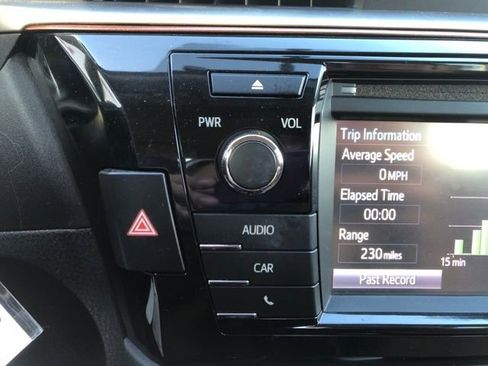 PWR VOL
AUDIO
CAR
Trip Information
Average Speed
0 MPH
Elapsed Time
00:00
Range
230 miles
15 min
Past Record